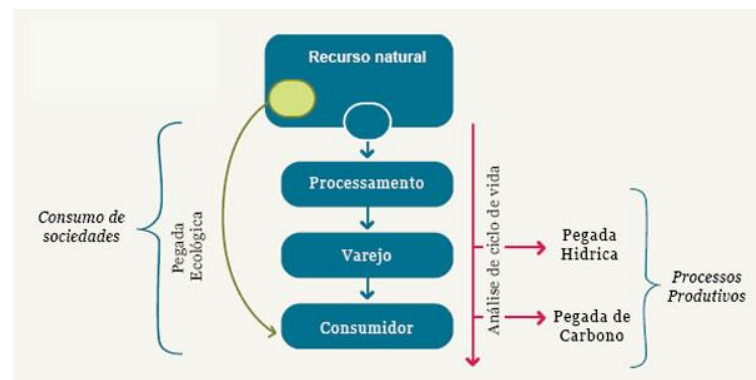 Recurso natural
Processamento
Varejo
Consumidor
Consumo de
sociedades
Pegada
Ecológica
Análise de ciclo de vida
Pegada
Hidrica
Pegada de
Carbono
Processos
Produtivos